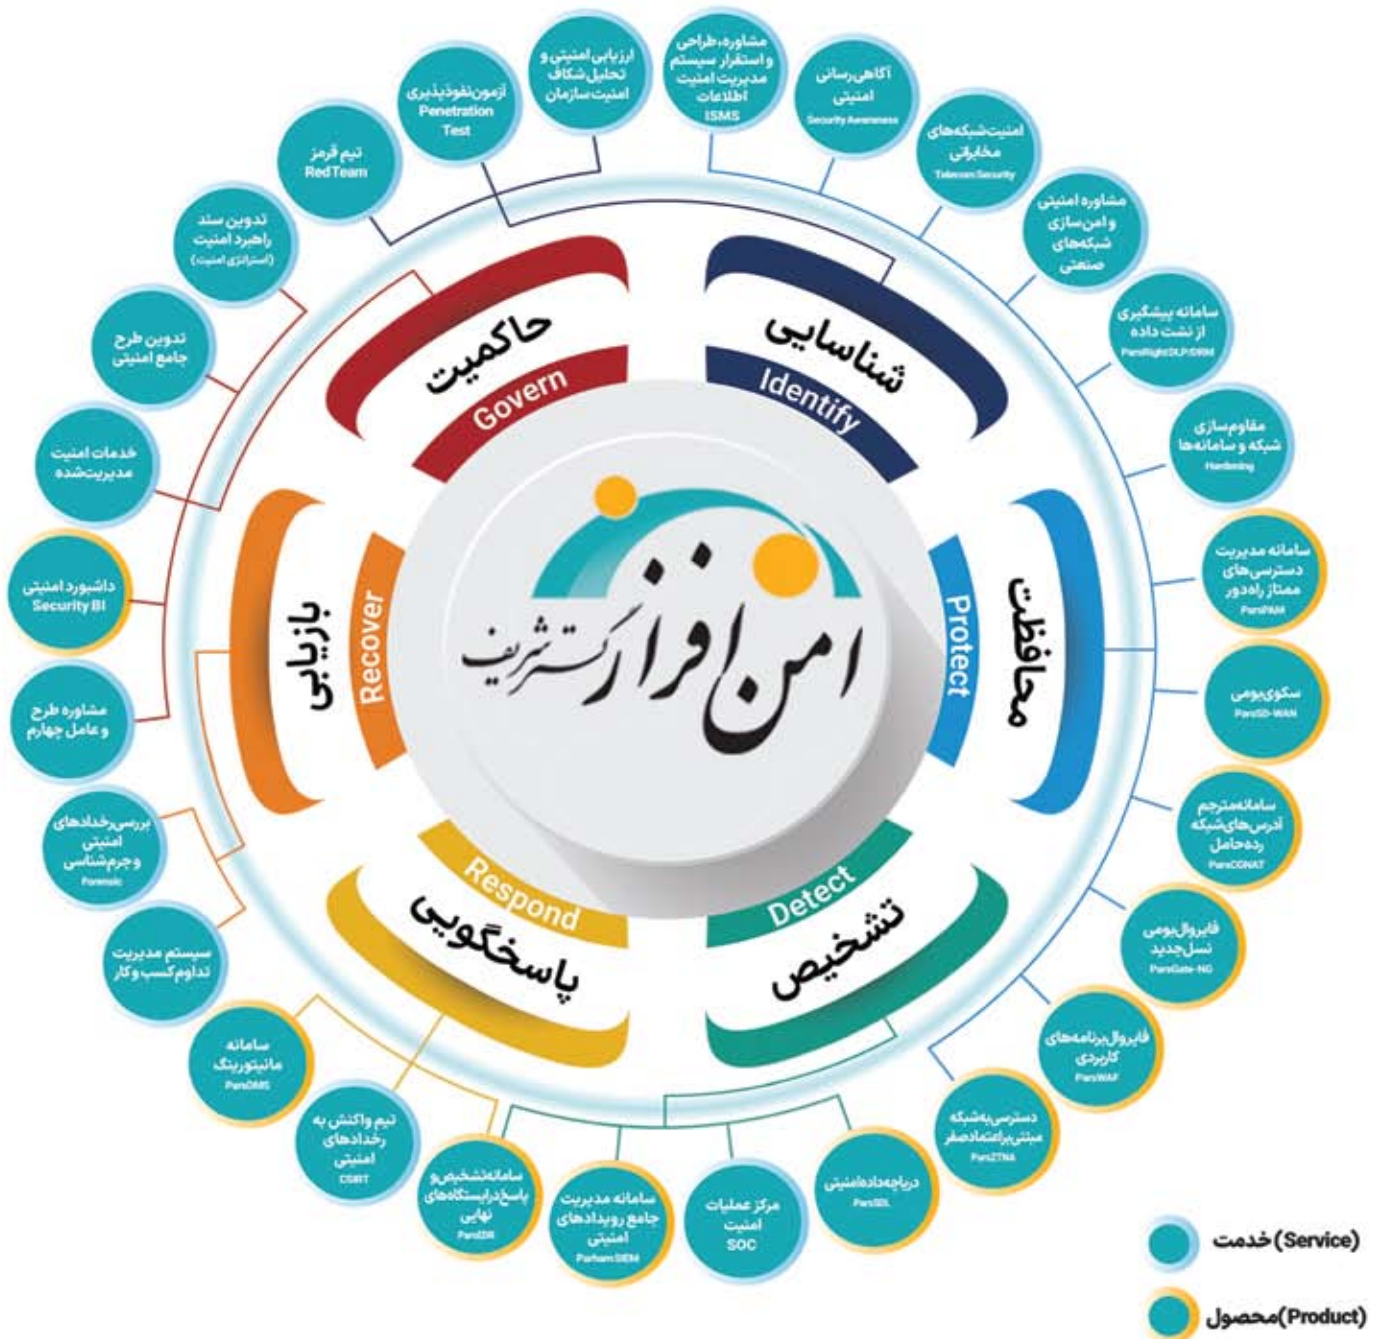 ارزیابی امنیتی و
تحلیل شکاف
امنیت سازمان
مشاوره، طراحی
و استقرار سیستم
مدیریت امنیت
اطلاعات
ISMS
آگاهی‌رسانی
امنیتی
Security Awareness
امنیت شبکه‌های
مخابراتی
Telecom Security
مشاوره امنیتی
و امن‌سازی
شبکه‌های
صنعتی
سامانه پیشگیری
از نشت داده
ParsRight DLP/DRM
مقاوم‌سازی
شبکه و سامانه‌ها
Hardening
سامانه مدیریت
دسترسی‌های
ممتاز راه دور
ParsPAM
سکوی بومی
ParsSD-WAN
سامانه مترجم
آدرس‌های شبکه
رده حامل
ParsCGNAT
فایروال بومی
نسل جدید
ParsGate-NG
فایروال برنامه‌های
کاربردی
ParsWAF
دسترسی به شبکه
مبتنی بر اعتماد صفر
ParsZTNA
دریاچه داده امنیتی
ParsSDL
مرکز عملیات
امنیت
SOC
سامانه مدیریت
جامع رویدادهای
امنیتی
Parham SIEM
سامانه تشخیص و
پاسخ در ایستگاه‌های
نهایی
ParsEDR
تیم واکنش به
رخدادهای
امنیتی
CSIRT
سامانه
مانیتورینگ
ParsOMS
سیستم مدیریت
تداوم کسب و کار
بررسی رخدادهای
امنیتی
و جرم‌شناسی
Forensic
مشاوره طرح
و عامل چهارم
داشبورد امنیتی
Security BI
خدمات امنیت
مدیریت‌شده
تدوین طرح
جامع امنیتی
تدوین سند
راهبرد امنیت
(استراتژی امنیت)
تیم قرمز
Red Team
آزمون نفوذپذیری
Penetration
Test
حاکمیت
Govern
شناسایی
Identify
محافظت
Protect
تشخیص
Detect
پاسخگویی
Respond
بازیابی
Recover
امن افزار گستر شریف
خدمت (Service)
محصول (Product)